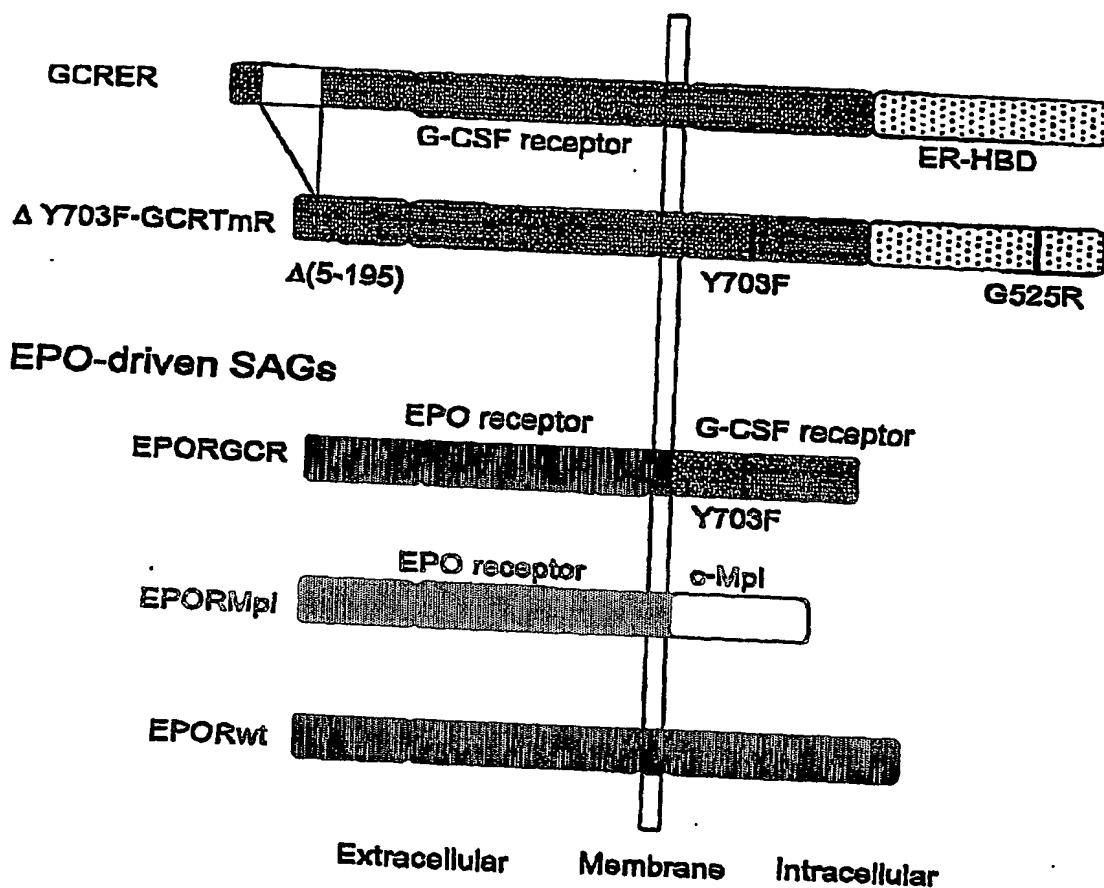 GCRER
G-CSF receptor
ER-HBD
Δ Y703F-GCRTmR
Δ(5-195)
Y703F
G525R
EPO-driven SAGs
EPO receptor
G-CSF receptor
EPORGCR
Y703F
EPO receptor
c-Mpl
EPORMpl
EPORwt
Extracellular Membrane Intracellular